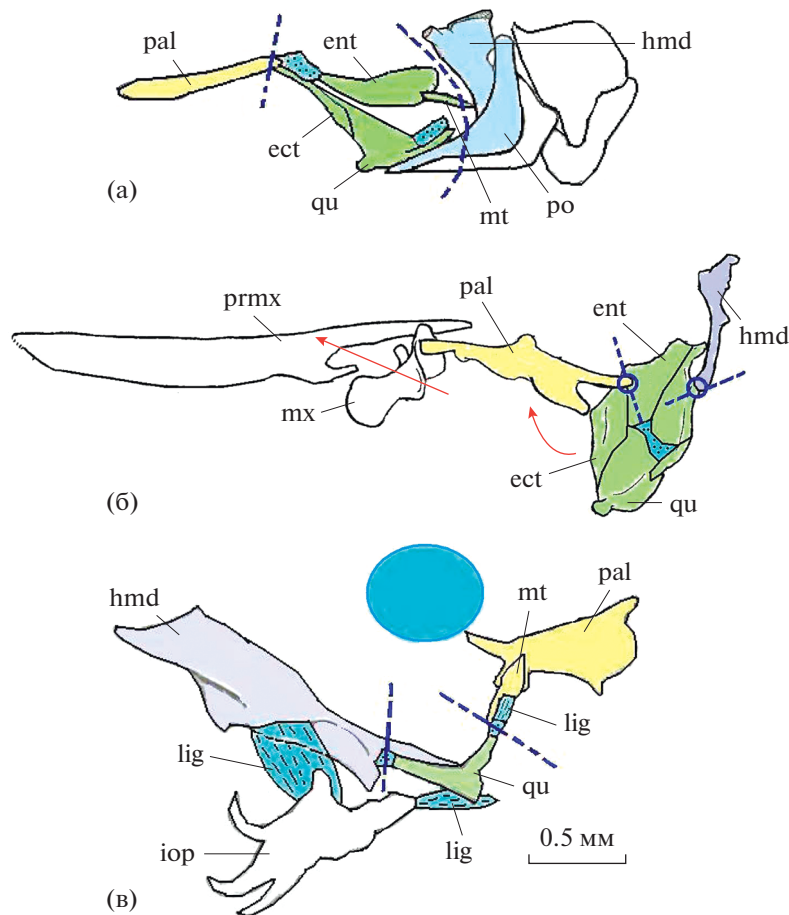 pal
ent
hmd
ect
qu
mt
po
(а)
prmx
pal
ent
hmd
mx
ect
qu
(б)
hmd
mt
pal
lig
lig
qu
iop
lig
0.5 мм
(в)